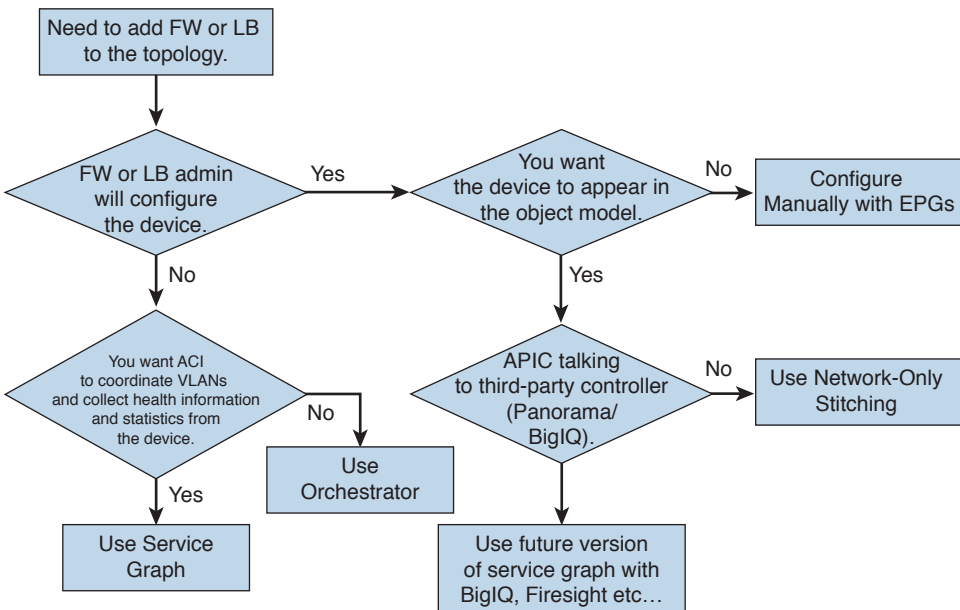 Need to add FW or LB
to the topology.
FW or LB admin
will configure
the device.
Yes
You want
the device to appear in
the object model.
No
Configure
Manually with EPGs
No
Yes
You want ACI
to coordinate VLANs
and collect health information
and statistics from
the device.
No
APIC talking
to third-party controller
(Panorama/
BigIQ).
No
Use Network-Only
Stitching
Use
Orchestrator
Yes
Use Service
Graph
Use future version
of service graph with
BigIQ, Firesight etc…